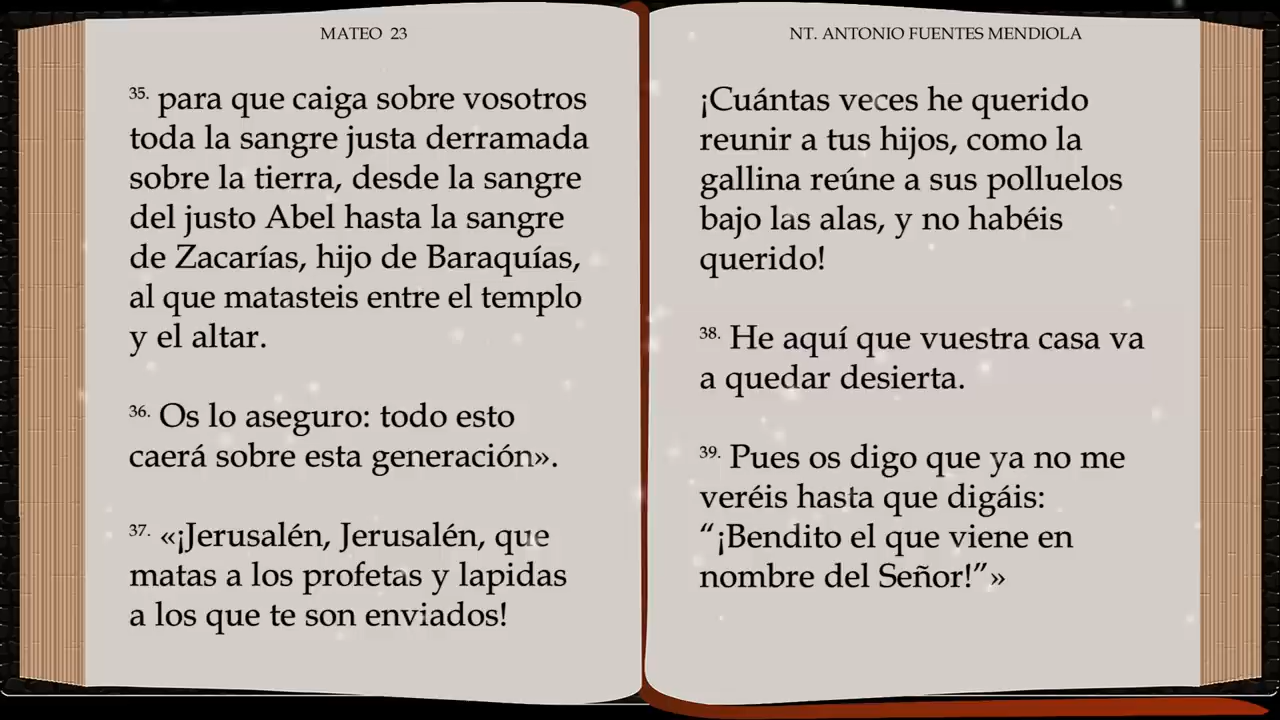 MATEO 23
35. para que caiga sobre vosotros
toda la sangre justa derramada
sobre la tierra, desde la sangre
del justo Abel hasta la sangre
de Zacarías, hijo de Baraquías,
al que matasteis entre el templo
y el altar.
36. Os lo aseguro: todo esto
caerá sobre esta generación».
37. «¡Jerusalén, Jerusalén, que
matas a los profetas y lapidas
a los que te son enviados!
NT. ANTONIO FUENTES MENDIOLA
¡Cuántas veces he querido
reunir a tus hijos, como la
gallina reúne a sus polluelos
bajo las alas, y no habéis
querido!
38. He aquí que vuestra casa va
a quedar desierta.
39. Pues os digo que ya no me
veréis hasta que digáis:
“¡Bendito el que viene en
nombre del Señor!”»